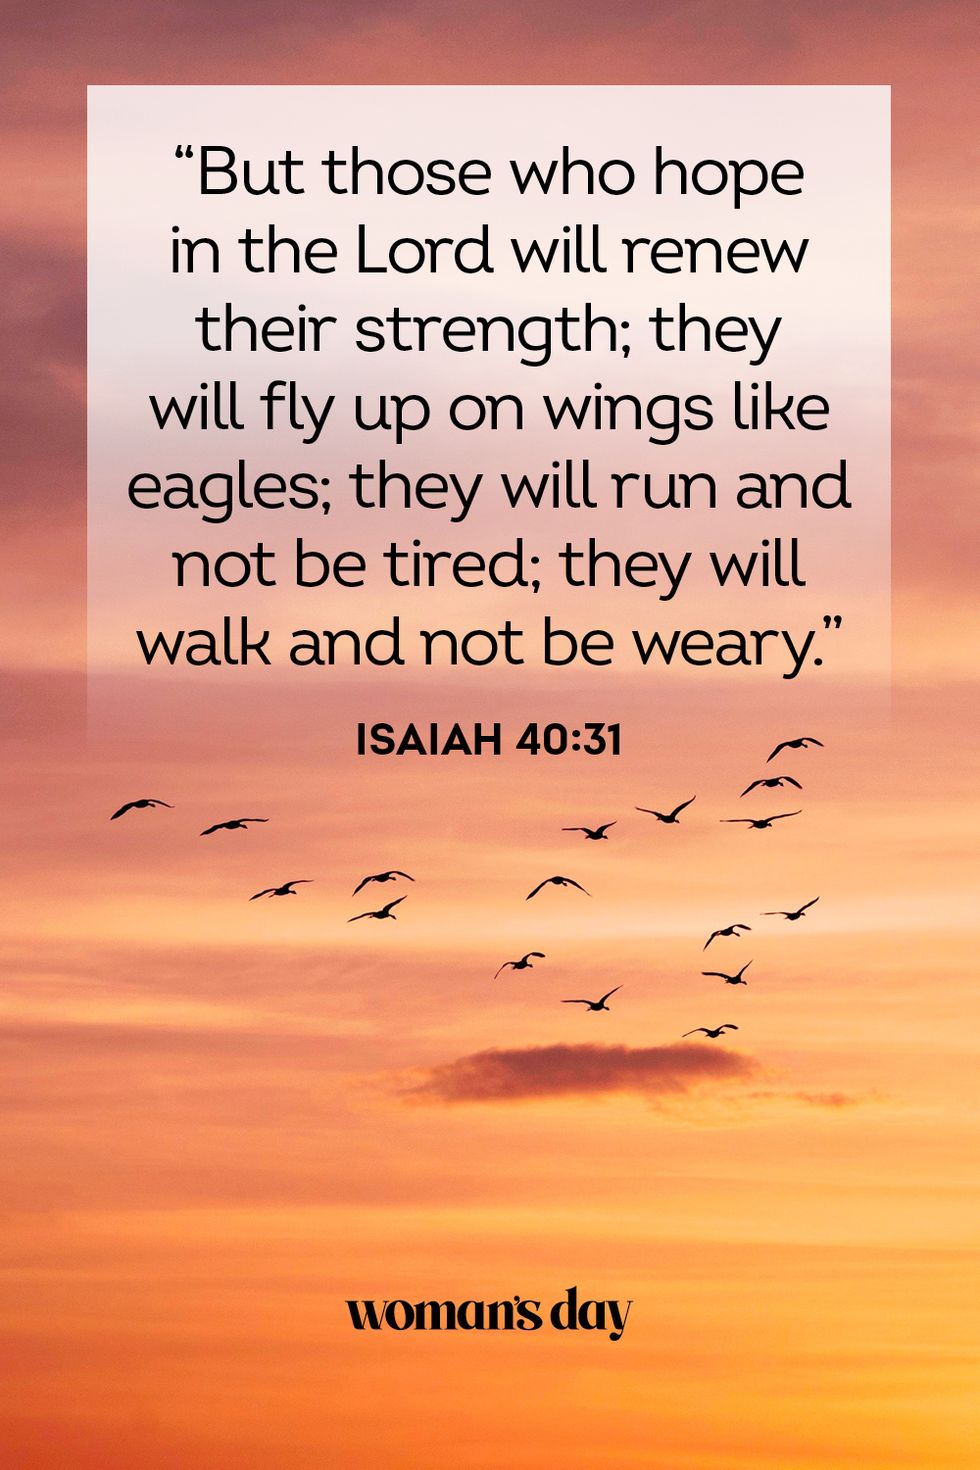 “But those who hope
in the Lord will renew
their strength; they
will fly up on wings like
eagles; they will run and
not be tired; they will
walk and not be weary.”
ISAIAH 40:31
woman's day